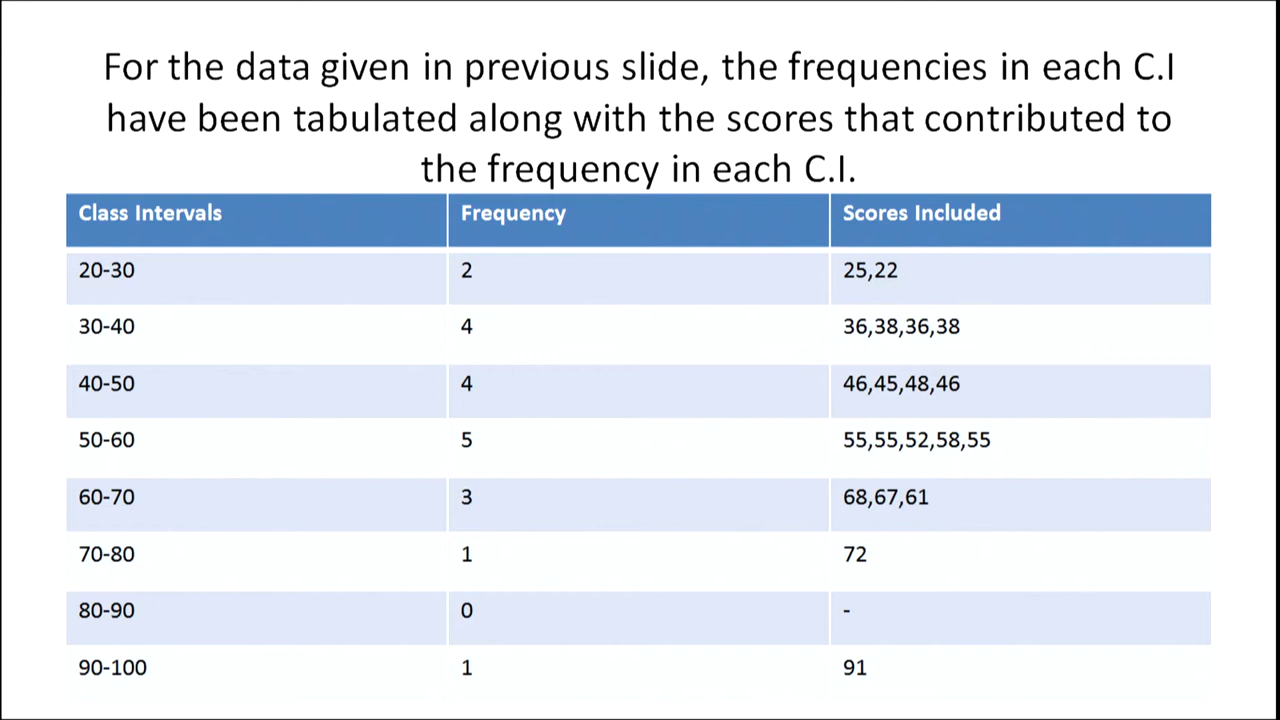 For the data given in previous slide, the frequencies in each C.I
have been tabulated along with the scores that contributed to
the frequency in each C.I.
Class Intervals Frequency Scores Included
20-30 2 25,22
30-40 4 36,38,36,38
40-50 4 46,45,48,46
50-60 5 55,55,52,58,55
60-70 3 68,67,61
70-80 1 72
80-90 0 -
90-100 1 91